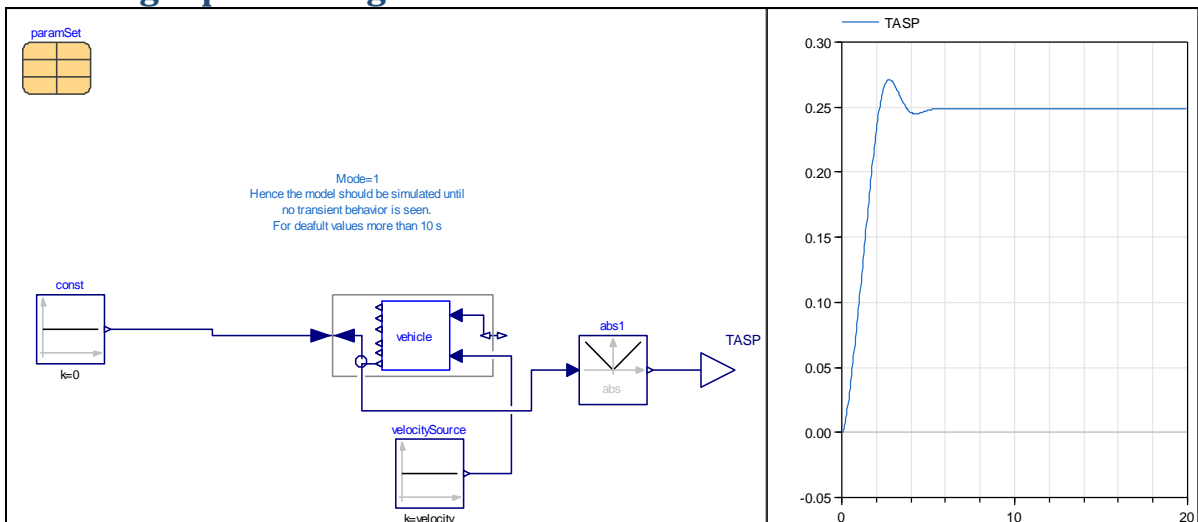 paramSet
Mode=1
Hence the model should be simulated until
no transient behavior is seen.
For deafult values more than 10 s
const
k=0
vehicle
abs1
abs
TASP
velocitySource
k=velocity
TASP
0.30
0.25
0.20
0.15
0.10
0.05
0.00
-0.05
0
10
20